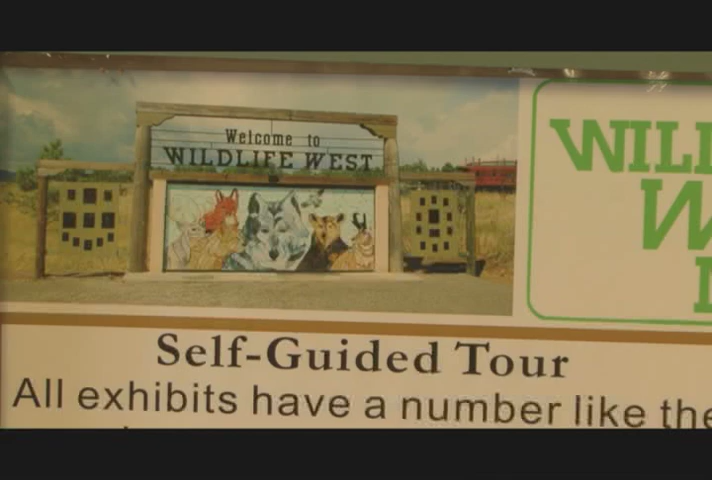 Welcome to
WILDLIFE WEST
Self-Guided Tour
All exhibits have a number like the